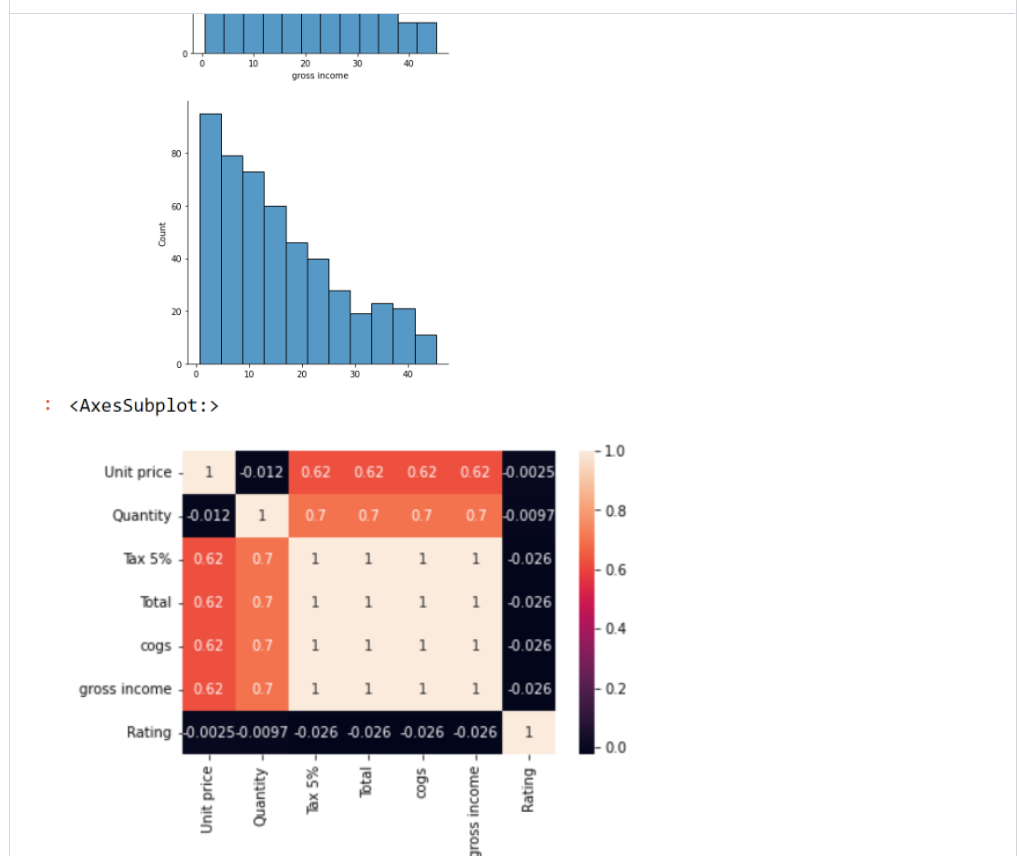 0
0 10 20 30 40
gross income
80
60
40
20
0
Count
0 10 20 30 40
: <AxesSubplot:>
Unit price 1 -0.012 0.62 0.62 0.62 0.62 -0.0025
Quantity -0.012 1 0.7 0.7 0.7 0.7 -0.0097
Tax 5% 0.62 0.7 1 1 1 1 -0.026
Total 0.62 0.7 1 1 1 1 -0.026
cogs 0.62 0.7 1 1 1 1 -0.026
gross income 0.62 0.7 1 1 1 1 -0.026
Rating -0.0025 -0.0097 -0.026 -0.026 -0.026 -0.026 1
Unit price
Quantity
Tax 5%
Total
cogs
gross income
Rating
1.0
0.8
0.6
0.4
0.2
0.0